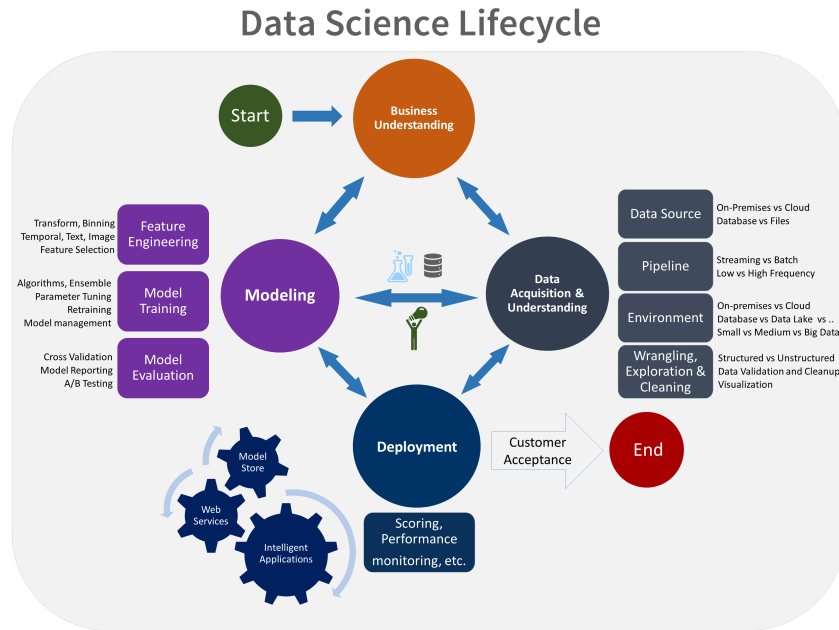 Data Science Lifecycle
Start
Business
Understanding
Transform, Binning
Temporal, Text, Image
Feature Selection
Feature
Engineering
Algorithms, Ensemble
Parameter Tuning
Retraining
Model management
Model
Training
Cross Validation
Model Reporting
A/B Testing
Model
Evaluation
Modeling
Data
Acquisition &
Understanding
Data Source
On-Premises vs Cloud
Database vs Files
Pipeline
Streaming vs Batch
Low vs High Frequency
Environment
On-premises vs Cloud
Database vs Data Lake vs ..
Small vs Medium vs Big Data
Wrangling,
Exploration &
Cleaning
Structured vs Unstructured
Data Validation and Cleanup
Visualization
Deployment
Customer
Acceptance
End
Model
Store
Web
Services
Intelligent
Applications
Scoring,
Performance
monitoring, etc.